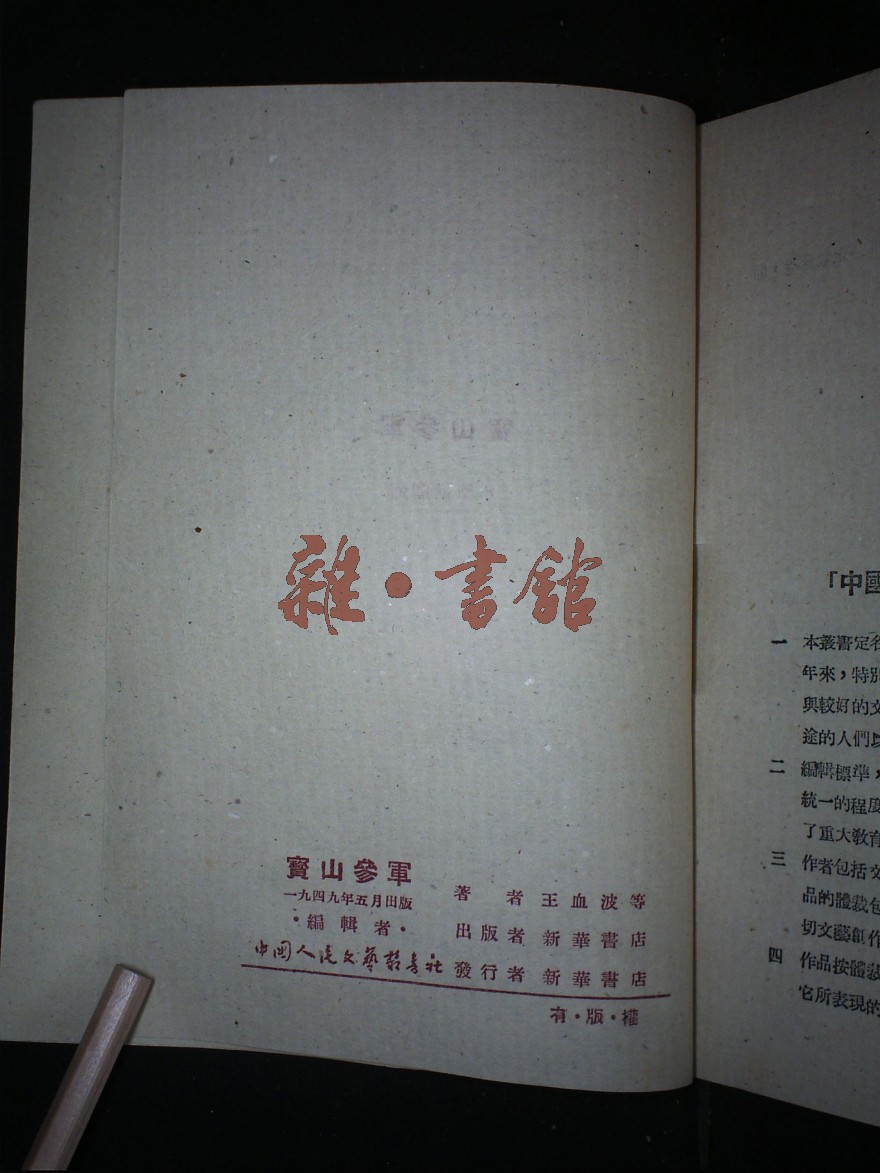 雜·書館
寶山參軍
一九四九年五月出版
·編輯者·
中國人民文藝叢書社
著者王血波等
出版者新華書店
發行者新華書店
有·版·權
「中國
一 本叢書定名
年來，特別
與較好的文
途的人們以
二 編輯標準，
統一的程度
了重大教育
三 作者包括文
品的體裁包
切文藝創作
四 作品按體裁
它所表現的